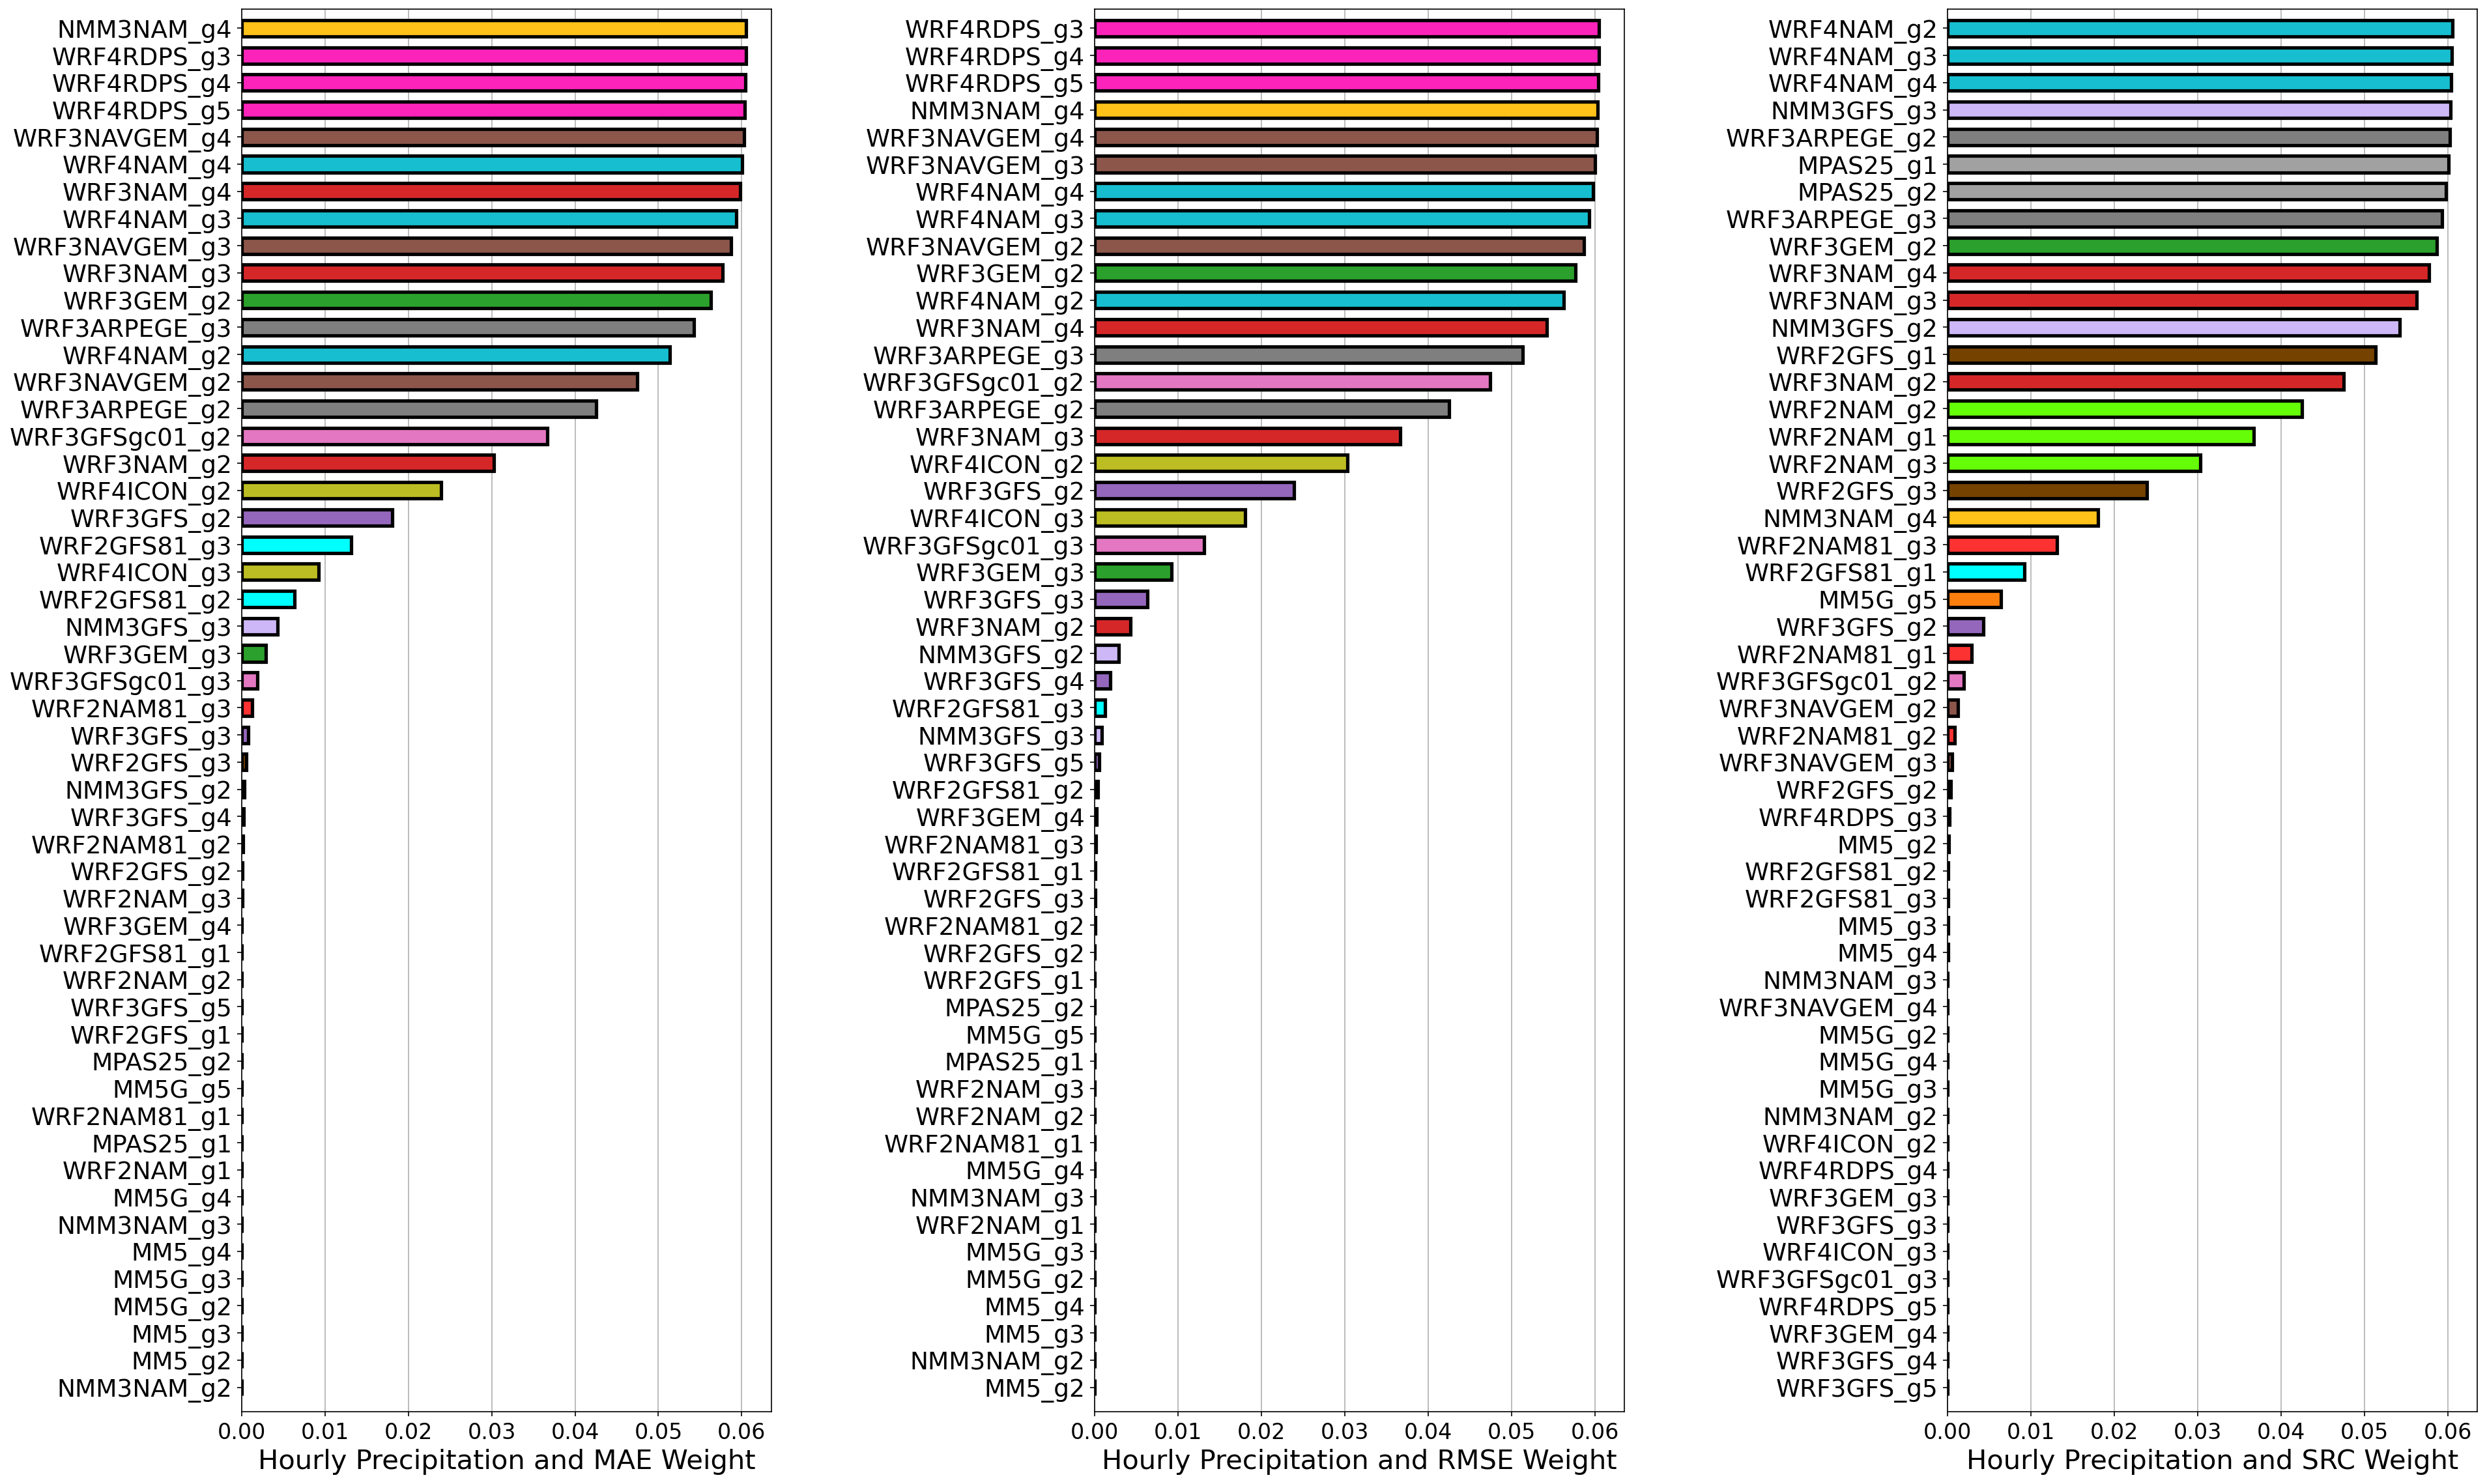 NMM3NAM_g4
WRF4RDPS_g3
WRF4RDPS_g4
WRF4RDPS_g5
WRF3NAVGEM_g4
WRF4NAM_g4
WRF3NAM_g4
WRF4NAM_g3
WRF3NAVGEM_g3
WRF3NAM_g3
WRF3GEM_g2
WRF3ARPEGE_g3
WRF4NAM_g2
WRF3NAVGEM_g2
WRF3ARPEGE_g2
WRF3GFSgc01_g2
WRF3NAM_g2
WRF4ICON_g2
WRF3GFS_g2
WRF2GFS81_g3
WRF4ICON_g3
WRF2GFS81_g2
NMM3GFS_g3
WRF3GEM_g3
WRF3GFSgc01_g3
WRF2NAM81_g3
WRF3GFS_g3
WRF2GFS_g3
NMM3GFS_g2
WRF3GFS_g4
WRF2NAM81_g2
WRF2GFS_g2
WRF2NAM_g3
WRF3GEM_g4
WRF2GFS81_g1
WRF2NAM_g2
WRF3GFS_g5
WRF2GFS_g1
MPAS25_g2
MM5G_g5
WRF2NAM81_g1
MPAS25_g1
WRF2NAM_g1
MM5G_g4
NMM3NAM_g3
MM5_g4
MM5G_g3
MM5G_g2
MM5_g3
MM5_g2
NMM3NAM_g2
0.00 0.01 0.02 0.03 0.04 0.05 0.06
Hourly Precipitation and MAE Weight
WRF4RDPS_g3
WRF4RDPS_g4
WRF4RDPS_g5
NMM3NAM_g4
WRF3NAVGEM_g4
WRF3NAVGEM_g3
WRF4NAM_g4
WRF4NAM_g3
WRF3NAVGEM_g2
WRF3GEM_g2
WRF4NAM_g2
WRF3NAM_g4
WRF3ARPEGE_g3
WRF3GFSgc01_g2
WRF3ARPEGE_g2
WRF3NAM_g3
WRF4ICON_g2
WRF3GFS_g2
WRF4ICON_g3
WRF3GFSgc01_g3
WRF3GEM_g3
WRF3GFS_g3
WRF3NAM_g2
NMM3GFS_g2
WRF3GFS_g4
WRF2GFS81_g3
NMM3GFS_g3
WRF3GFS_g5
WRF2GFS81_g2
WRF3GEM_g4
WRF2NAM81_g3
WRF2GFS81_g1
WRF2GFS_g3
WRF2NAM81_g2
WRF2GFS_g2
WRF2GFS_g1
MPAS25_g2
MM5G_g5
MPAS25_g1
WRF2NAM_g3
WRF2NAM_g2
WRF2NAM81_g1
MM5G_g4
NMM3NAM_g3
WRF2NAM_g1
MM5G_g3
MM5G_g2
MM5_g4
MM5_g3
NMM3NAM_g2
MM5_g2
0.00 0.01 0.02 0.03 0.04 0.05 0.06
Hourly Precipitation and RMSE Weight
WRF4NAM_g2
WRF4NAM_g3
WRF4NAM_g4
NMM3GFS_g3
WRF3ARPEGE_g2
MPAS25_g1
MPAS25_g2
WRF3ARPEGE_g3
WRF3GEM_g2
WRF3NAM_g4
WRF3NAM_g3
NMM3GFS_g2
WRF2GFS_g1
WRF3NAM_g2
WRF2NAM_g2
WRF2NAM_g1
WRF2NAM_g3
WRF2GFS_g3
NMM3NAM_g4
WRF2NAM81_g3
WRF2GFS81_g1
MM5G_g5
WRF3GFS_g2
WRF2NAM81_g1
WRF3GFSgc01_g2
WRF3NAVGEM_g2
WRF2NAM81_g2
WRF3NAVGEM_g3
WRF2GFS_g2
WRF4RDPS_g3
MM5_g2
WRF2GFS81_g2
WRF2GFS81_g3
MM5_g3
MM5_g4
NMM3NAM_g3
WRF3NAVGEM_g4
MM5G_g2
MM5G_g4
MM5G_g3
NMM3NAM_g2
WRF4ICON_g2
WRF4RDPS_g4
WRF3GEM_g3
WRF3GFS_g3
WRF4ICON_g3
WRF3GFSgc01_g3
WRF4RDPS_g5
WRF3GEM_g4
WRF3GFS_g4
WRF3GFS_g5
0.00 0.01 0.02 0.03 0.04 0.05 0.06
Hourly Precipitation and SRC Weight